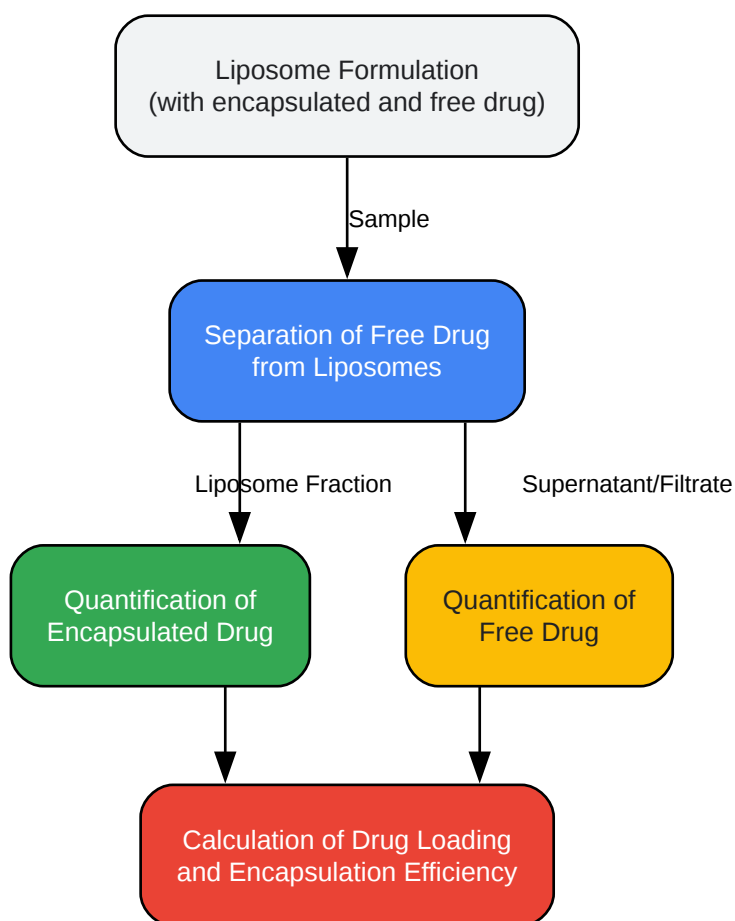 Liposome Formulation
(with encapsulated and free drug)
Sample
Separation of Free Drug
from Liposomes
Liposome Fraction
Supernatant/Filtrate
Quantification of
Encapsulated Drug
Quantification of
Free Drug
Calculation of Drug Loading
and Encapsulation Efficiency